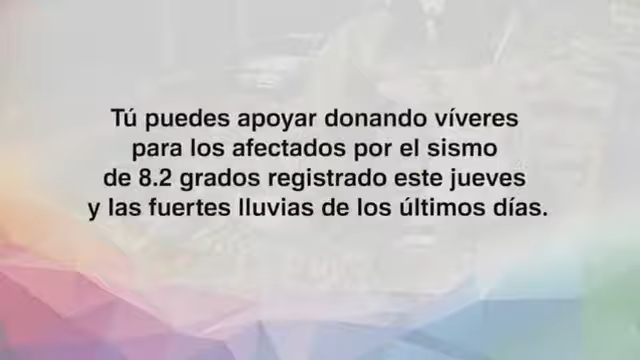 Tú puedes apoyar donando víveres
para los afectados por el sismo
de 8.2 grados registrado este jueves
y las fuertes lluvias de los últimos días.